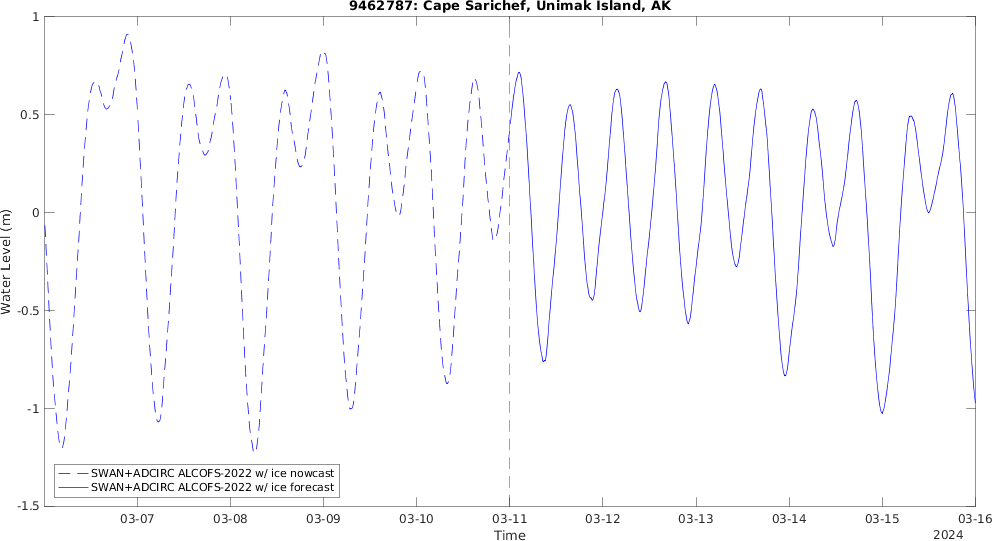 9462787: Cape Sarichef, Unimak Island, AK
1
0.5
0
-0.5
-1
-1.5
Water Level (m)
SWAN+ADCIRC ALCOFS-2022 w/ ice nowcast
SWAN+ADCIRC ALCOFS-2022 w/ ice forecast
03-07 03-08 03-09 03-10 03-11 03-12 03-13 03-14 03-15 03-16
Time
2024